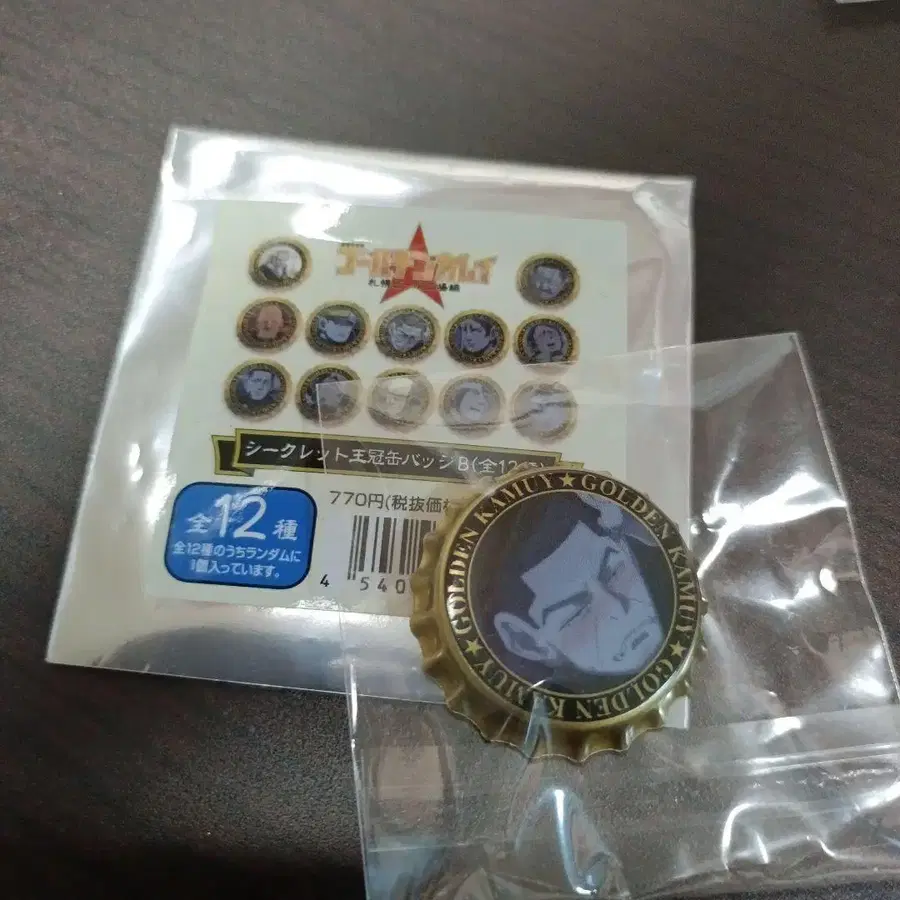 ゴールデンカムイ
シークレット王冠缶バッジB(全12種)
770円(税抜価
全12種
全12種のうちランダムに
1個入っています。
4 540
GOLDEN KAMUY★GOLDEN KAMUY★GOLDEN KAMUY★